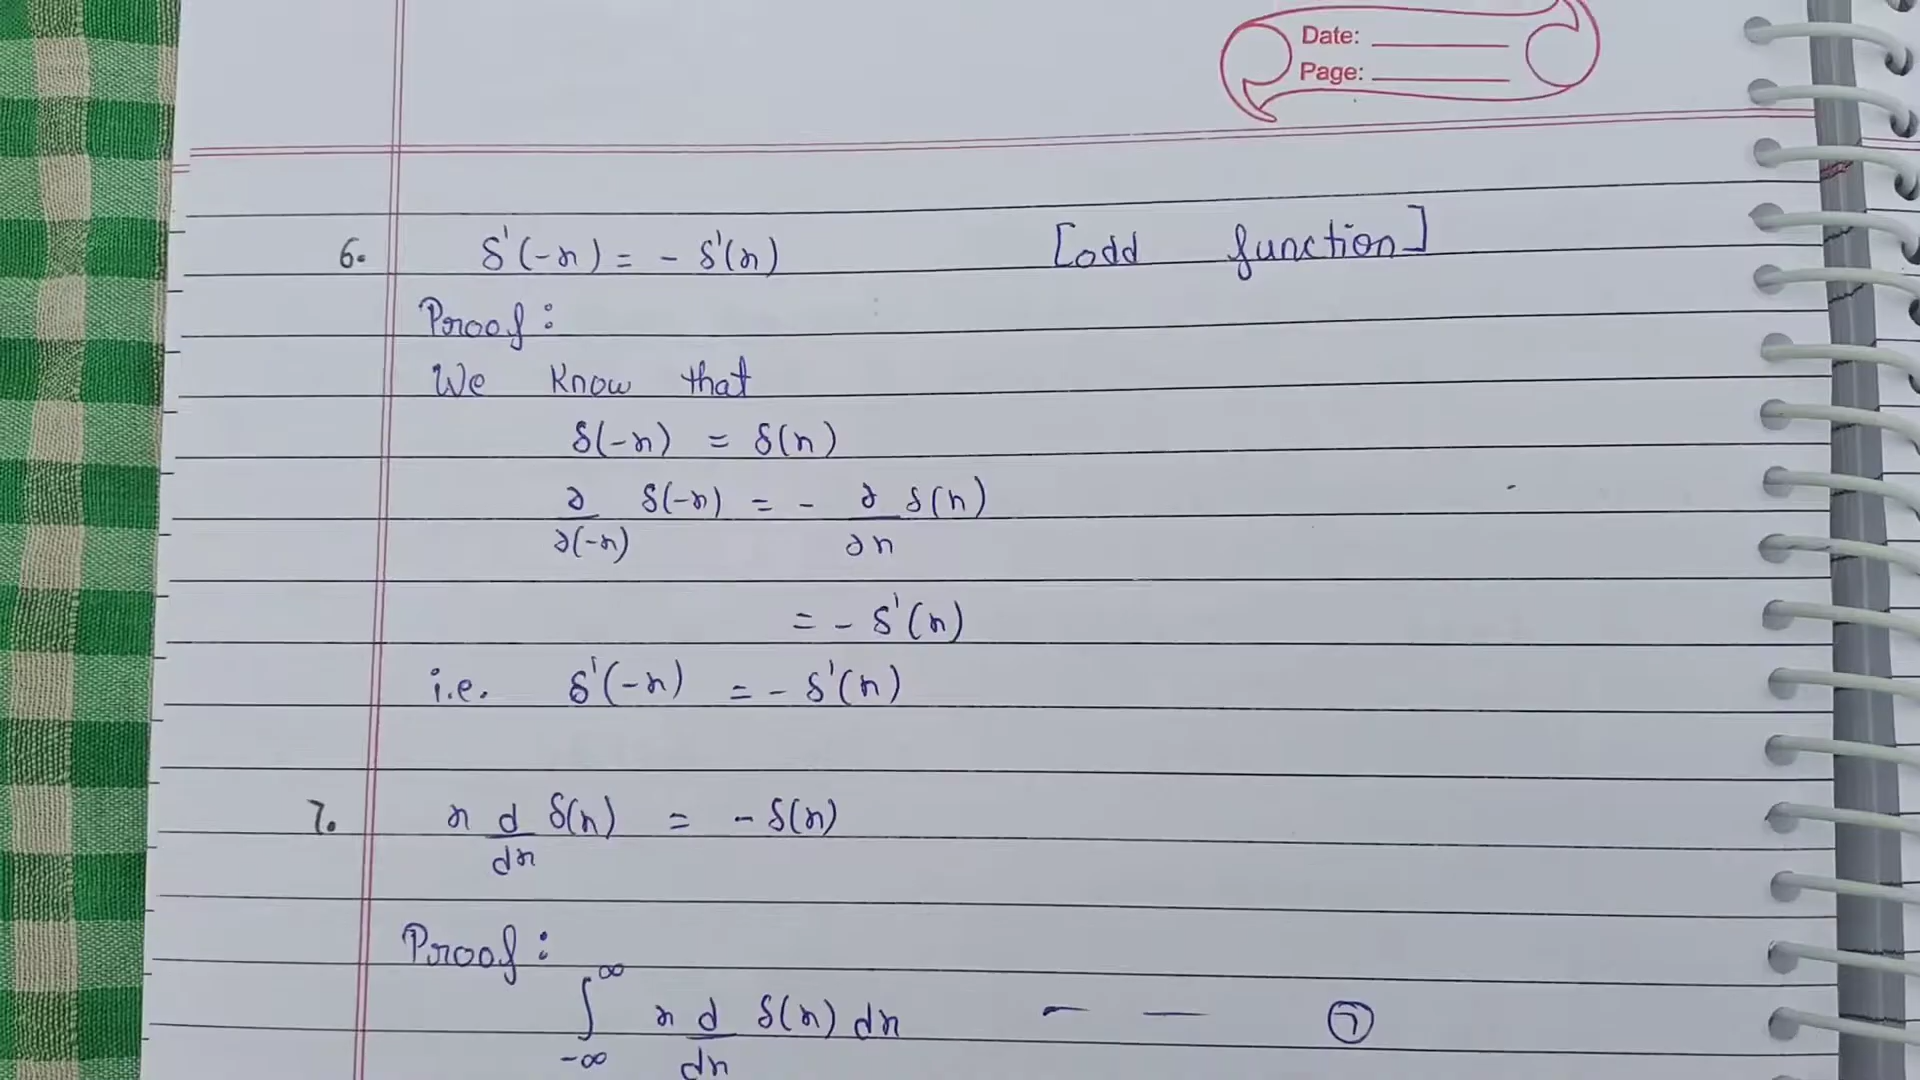 Date:
Page:
6. δ'(-x) = - δ'(x) [odd function]
Proof:
We know that
δ(-x) = δ(x)
∂/∂(-x) δ(-x) = - ∂/∂x δ(x)
= - δ'(x)
i.e. δ'(-x) = - δ'(x)
7. x d/dx δ(x) = - δ(x)
Proof:
∫_{-∞}^{∞} x d/dx δ(x) dx — — ⑦